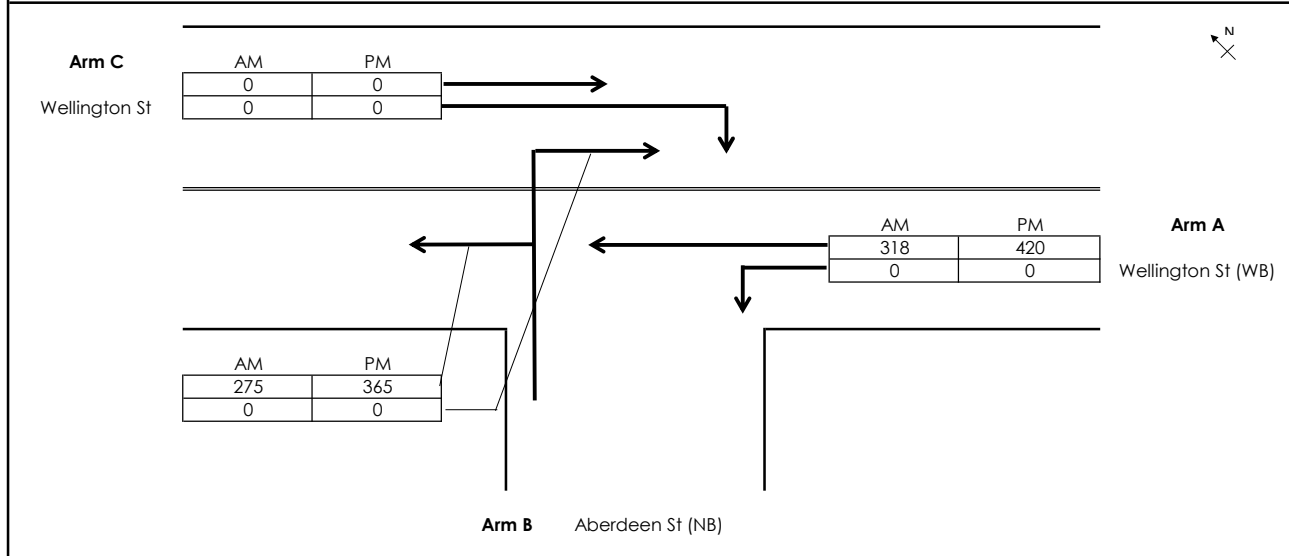 N
Arm C AM PM
0 0
Wellington St 0 0
AM PM Arm A
318 420
0 0 Wellington St (WB)
AM PM
275 365
0 0
Arm B Aberdeen St (NB)